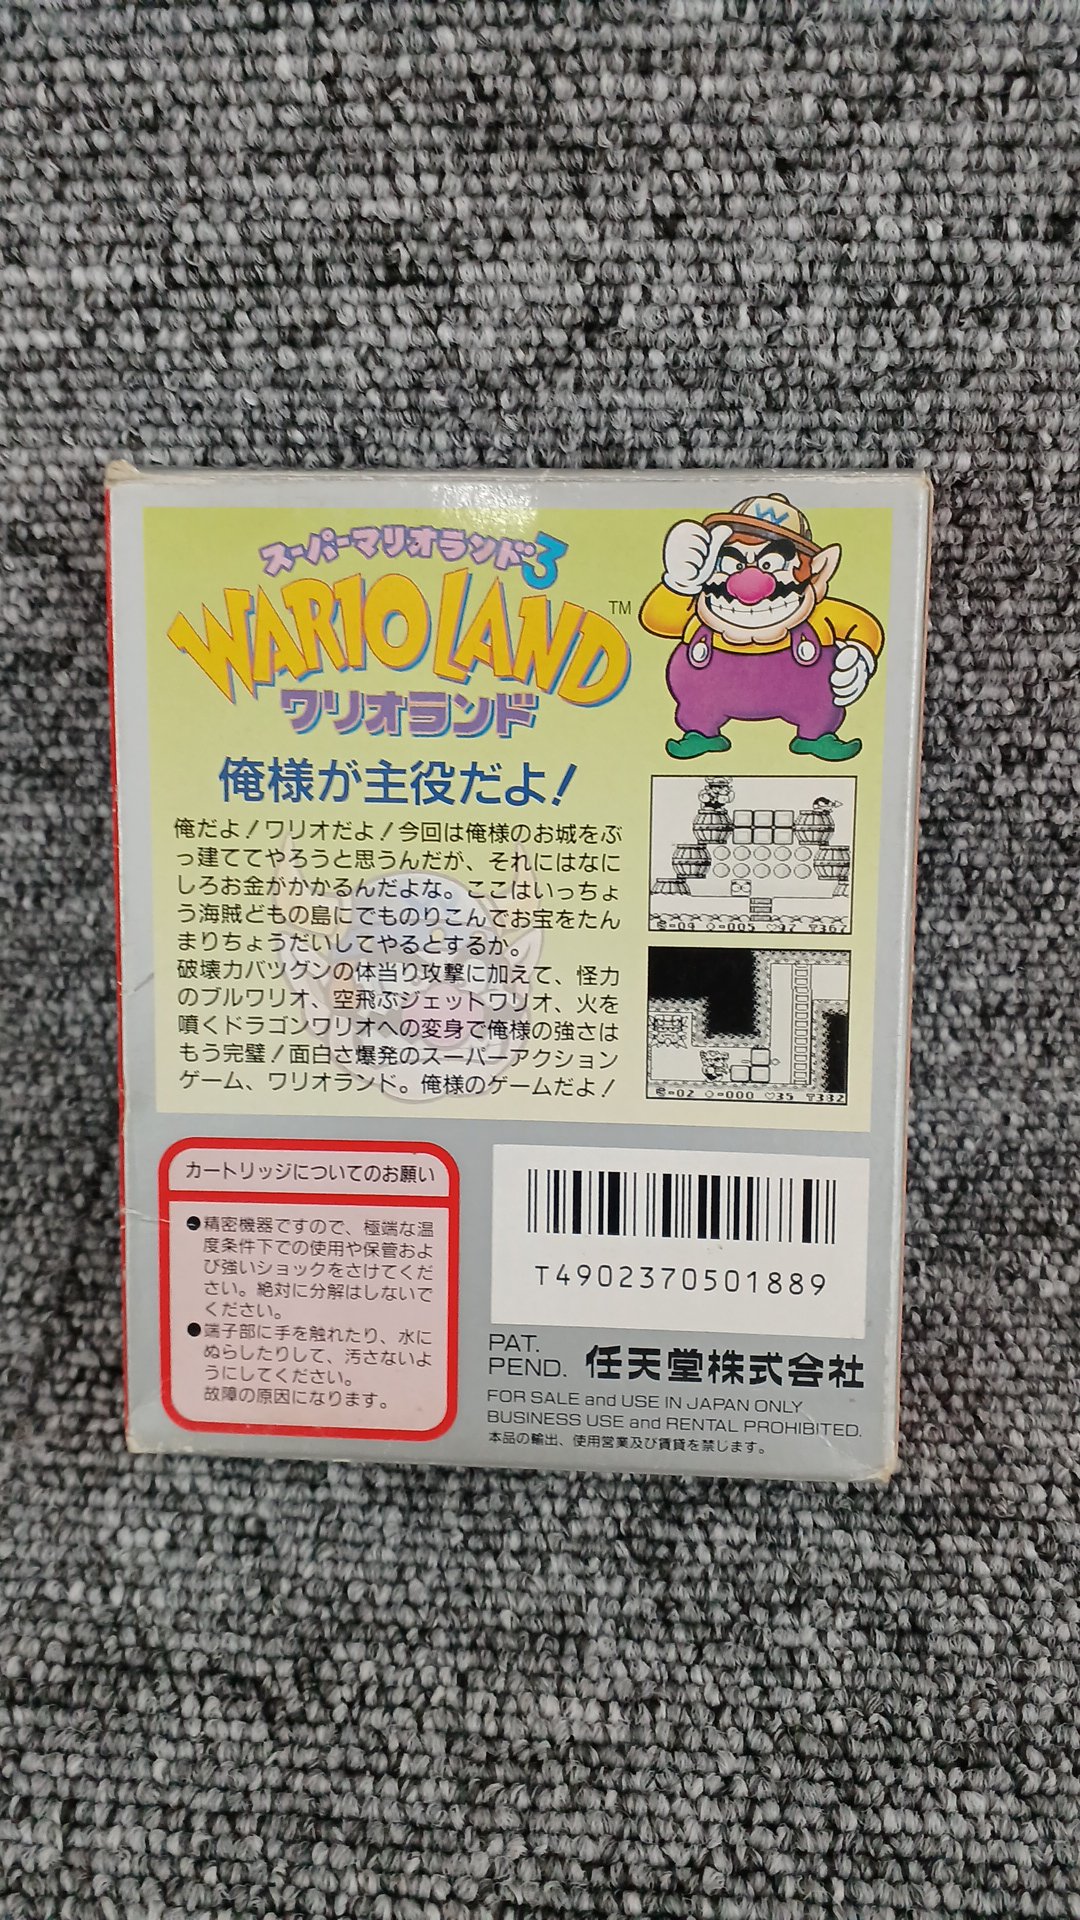 スーパーマリオランド3
WARIO LAND TM
ワリオランド
俺様が主役だよ!
俺だよ!ワリオだよ!今回は俺様のお城をぶ
っ建ててやろうと思うんだが、それにはなに
しろお金がかかるんだよな。ここはいっちょ
う海賊どもの島にでものりこんでお宝をたん
まりちょうだいしてやるとするか。
破壊力バツグンの体当り攻撃に加えて、怪力
のブルワリオ、空飛ぶジェットワリオ、火を
噴くドラゴンワリオへの変身で俺様の強さは
もう完璧!面白さ爆発のスーパーアクション
ゲーム、ワリオランド。俺様のゲームだよ!
W
-04 -005 ♡97 367
-02 -000 ♡35 332
カートリッジについてのお願い
●精密機器ですので、極端な温
度条件下での使用や保管およ
び強いショックをさけてくだ
さい。絶対に分解はしないで
ください。
●端子部に手を触れたり、水に
ぬらしたりして、汚さないよ
うにしてください。
故障の原因になります。
T4902370501889
PAT.
PEND. 任天堂株式会社
FOR SALE and USE IN JAPAN ONLY
BUSINESS USE and RENTAL PROHIBITED.
本品の輸出、使用営業及び賃貸を禁じます。